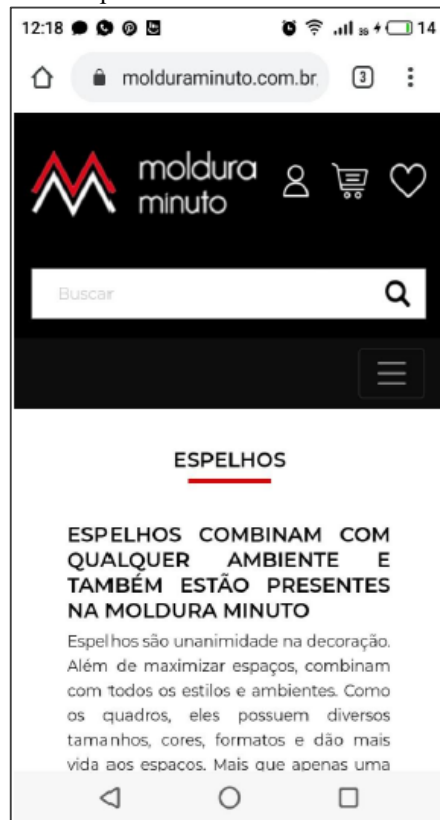 12:18 14
molduraminuto.com.br 3
moldura
minuto
Buscar
ESPELHOS
ESPELHOS COMBINAM COM
QUALQUER AMBIENTE E
TAMBÉM ESTÃO PRESENTES
NA MOLDURA MINUTO
Espelhos são unanimidade na decoração.
Além de maximizar espaços, combinam
com todos os estilos e ambientes. Como
os quadros, eles possuem diversos
tamanhos, cores, formatos e dão mais
vida aos espaços. Mais que apenas uma